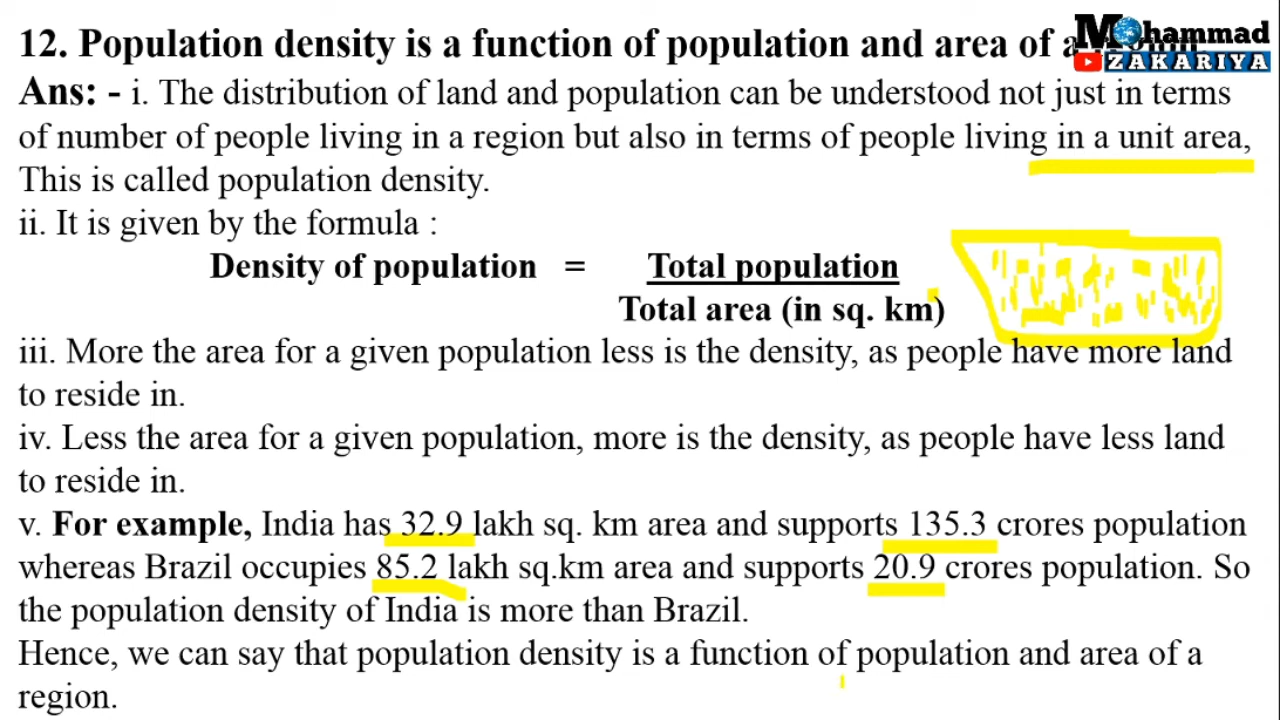 12. Population density is a function of population and area of a
Mohammad
ZAKARIYA
Ans: - i. The distribution of land and population can be understood not just in terms
of number of people living in a region but also in terms of people living in a unit area,
This is called population density.
ii. It is given by the formula :
Density of population = Total population
Total area (in sq. km)
iii. More the area for a given population less is the density, as people have more land
to reside in.
iv. Less the area for a given population, more is the density, as people have less land
to reside in.
v. For example, India has 32.9 lakh sq. km area and supports 135.3 crores population
whereas Brazil occupies 85.2 lakh sq.km area and supports 20.9 crores population. So
the population density of India is more than Brazil.
Hence, we can say that population density is a function of population and area of a
region.